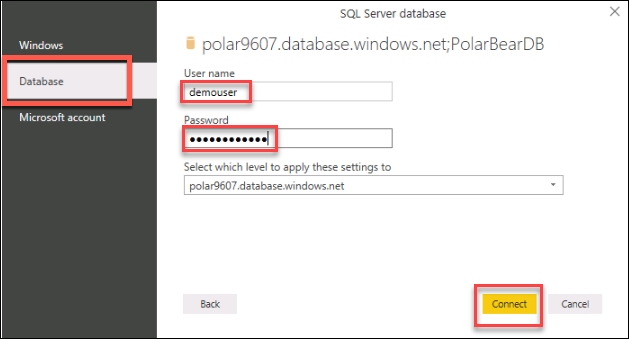 SQL Server database
Windows
Database
Microsoft account
polar9607.database.windows.net;PolarBearDB
User name
demouser
Password
●●●●●●●●●●●●
Select which level to apply these settings to
polar9607.database.windows.net
Back
Connect
Cancel